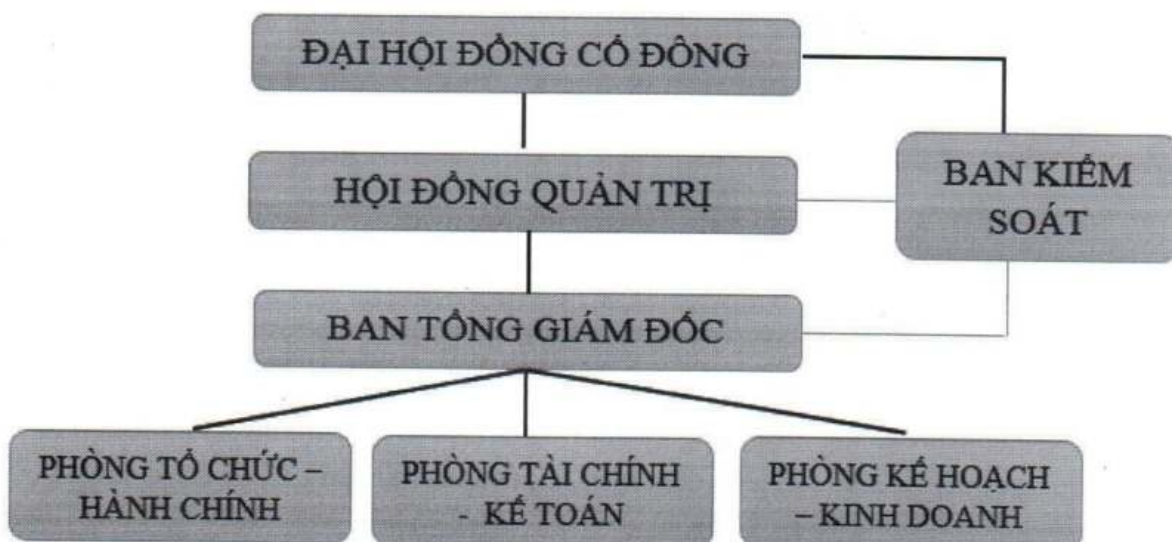 ĐẠI HỘI ĐỒNG CỔ ĐÔNG
HỘI ĐỒNG QUẢN TRỊ
BAN KIỂM
SOÁT
BAN TỔNG GIÁM ĐỐC
PHÒNG TỔ CHỨC –
HÀNH CHÍNH
PHÒNG TÀI CHÍNH
- KẾ TOÁN
PHÒNG KẾ HOẠCH
– KINH DOANH